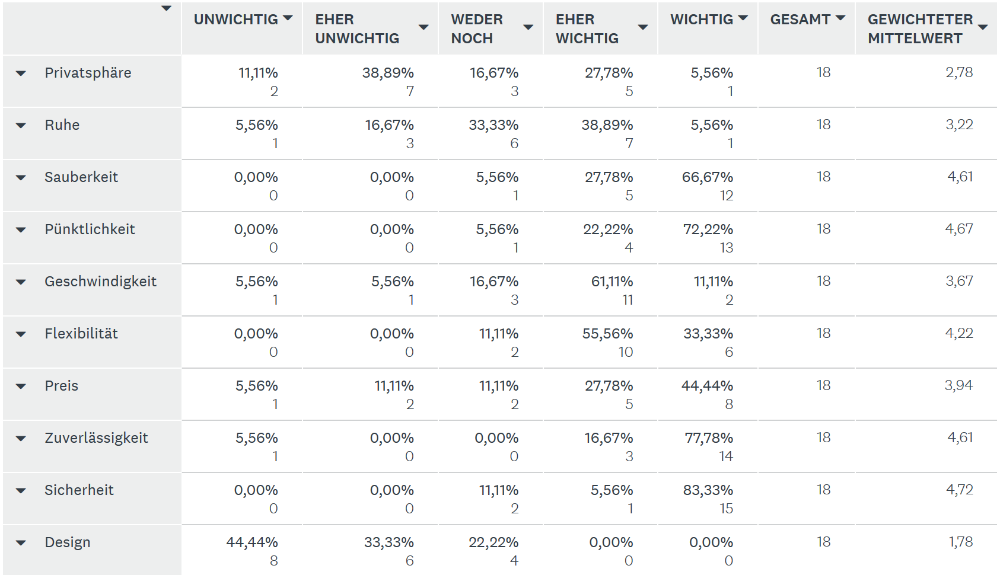 UNWICHTIG EHER UNWICHTIG WEDER NOCH EHER WICHTIG WICHTIG GESAMT GEWICHTETER MITTELWERT
Privatsphäre 11,11% 38,89% 16,67% 27,78% 5,56% 18 2,78
2 7 3 5 1
Ruhe 5,56% 16,67% 33,33% 38,89% 5,56% 18 3,22
1 3 6 7 1
Sauberkeit 0,00% 0,00% 5,56% 27,78% 66,67% 18 4,61
0 0 1 5 12
Pünktlichkeit 0,00% 0,00% 5,56% 22,22% 72,22% 18 4,67
0 0 1 4 13
Geschwindigkeit 5,56% 5,56% 16,67% 61,11% 11,11% 18 3,67
1 1 3 11 2
Flexibilität 0,00% 0,00% 11,11% 55,56% 33,33% 18 4,22
0 0 2 10 6
Preis 5,56% 11,11% 11,11% 27,78% 44,44% 18 3,94
1 2 2 5 8
Zuverlässigkeit 5,56% 0,00% 0,00% 16,67% 77,78% 18 4,61
1 0 0 3 14
Sicherheit 0,00% 0,00% 11,11% 5,56% 83,33% 18 4,72
0 0 2 1 15
Design 44,44% 33,33% 22,22% 0,00% 0,00% 18 1,78
8 6 4 0 0